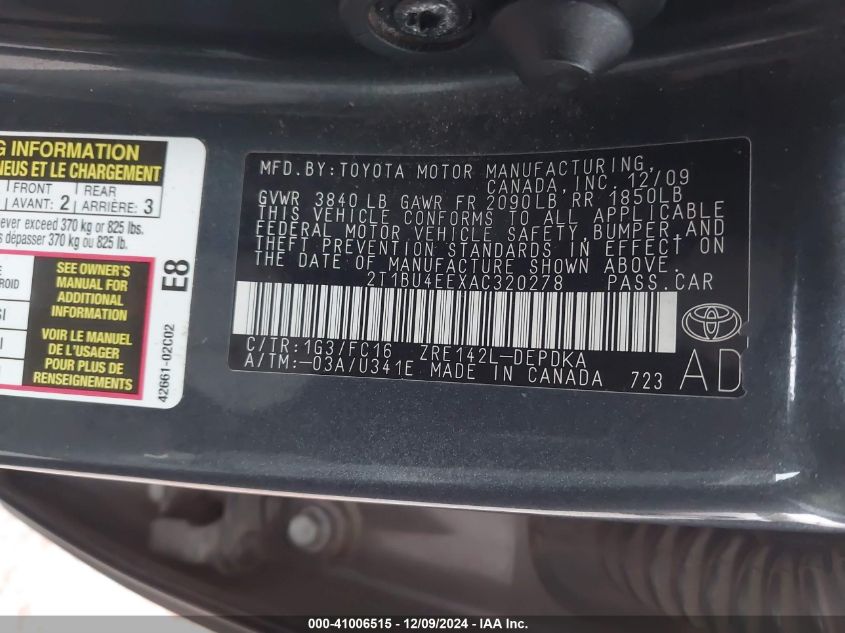 G INFORMATION
NEUS ET LE CHARGEMENT
FRONT REAR
AVANT: 2 ARRIÈRE: 3
ever exceed 370 kg or 825 lbs.
s dépasser 370 kg ou 825 lb.
SEE OWNER'S
MANUAL FOR
ADDITIONAL
INFORMATION
VOIR LE MANUEL
DE L'USAGER
POUR PLUS DE
RENSEIGNEMENTS
E8
42661-02C02
MFD.BY:TOYOTA MOTOR MANUFACTURING,
CANADA, INC. 12/09
GVWR 3840 LB GAWR FR 2090LB, RR 1850LB
THIS VEHICLE CONFORMS TO ALL APPLICABLE
FEDERAL MOTOR VEHICLE SAFETY, BUMPER AND
THEFT PREVENTION STANDARDS IN EFFECT ON
THE DATE OF MANUFACTURE SHOWN ABOVE.
2T1BU4EEXAC320278 PASS.CAR
C/TR:1G3/FC16 ZRE142L-DEPDKA
A/TM:-03A/U341E MADE IN CANADA 723
AD
000-41006515 - 12/09/2024 - IAA Inc.